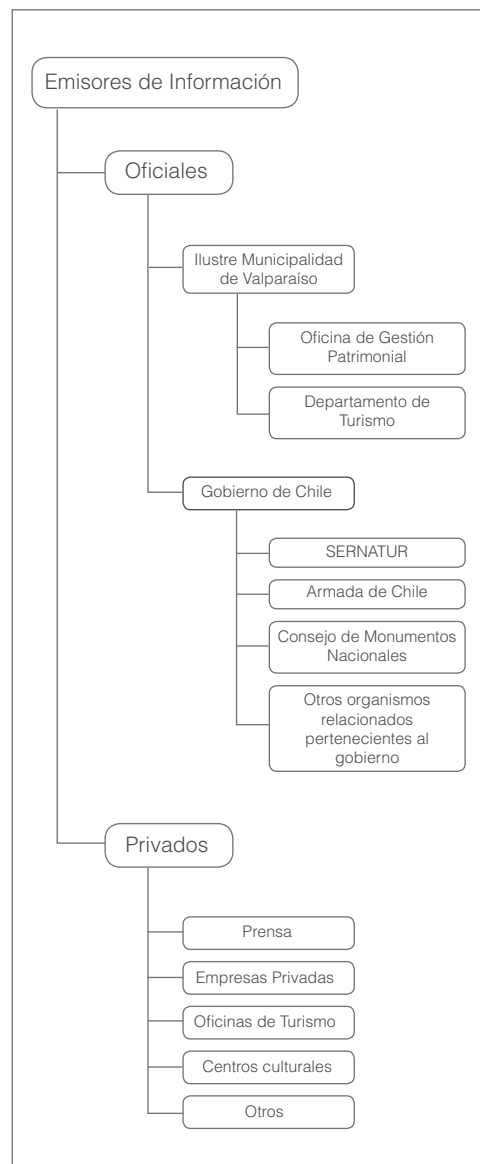 Emisores de Información
Oficiales
Ilustre Municipalidad
de Valparaíso
Oficina de Gestión
Patrimonial
Departamento de
Turismo
Gobierno de Chile
SERNATUR
Armada de Chile
Consejo de Monumentos
Nacionales
Otros organismos
relacionados
pertenecientes al
gobierno
Privados
Prensa
Empresas Privadas
Oficinas de Turismo
Centros culturales
Otros